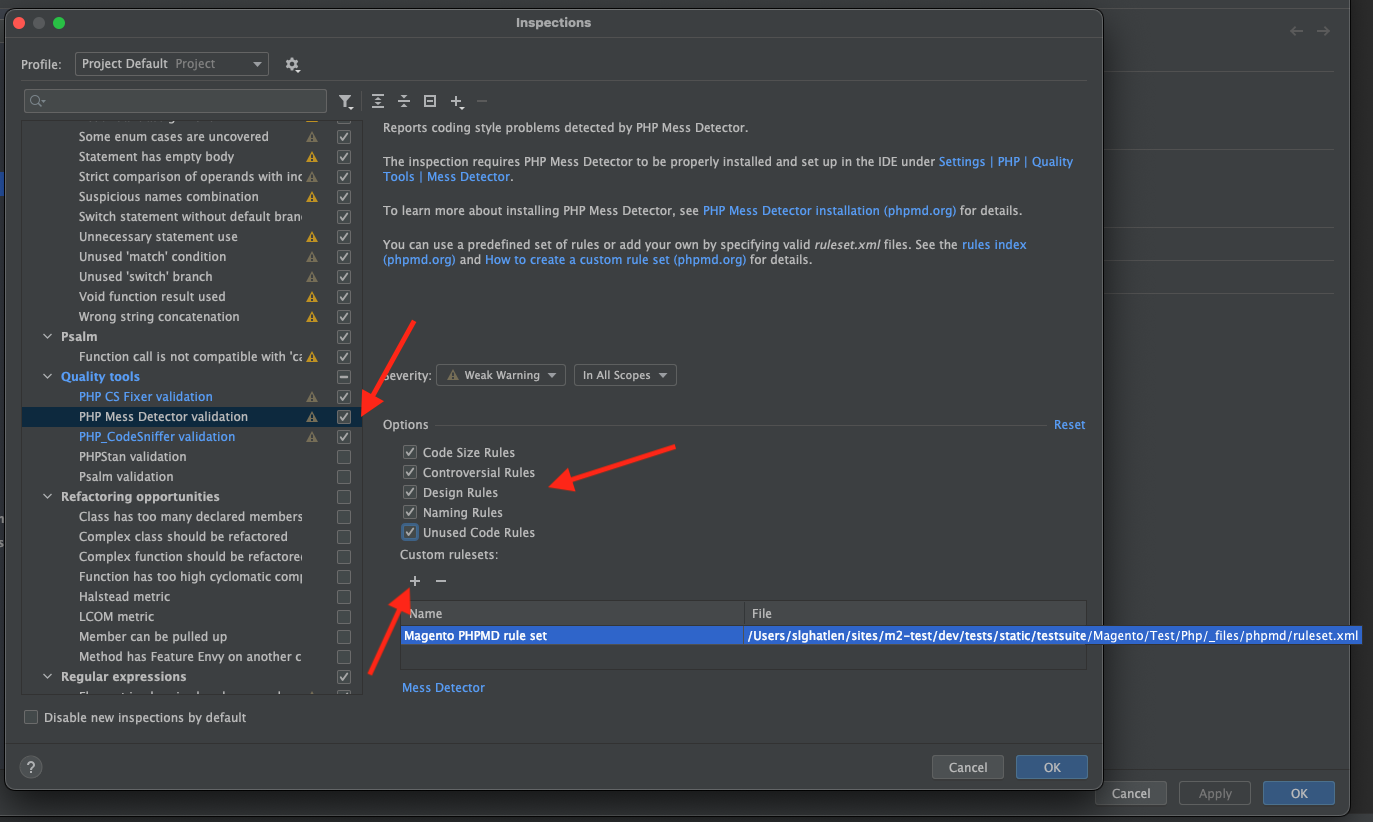 Inspections
Profile:
Project Default Project
Some enum cases are uncovered
Statement has empty body
Strict comparison of operands with inc
Suspicious names combination
Switch statement without default bran
Unnecessary statement use
Unused 'match' condition
Unused 'switch' branch
Void function result used
Wrong string concatenation
Psalm
Function call is not compatible with 'ca
Quality tools
PHP CS Fixer validation
PHP Mess Detector validation
PHP_CodeSniffer validation
PHPStan validation
Psalm validation
Refactoring opportunities
Class has too many declared members
Complex class should be refactored
Complex function should be refactored
Function has too high cyclomatic comp
Halstead metric
LCOM metric
Member can be pulled up
Method has Feature Envy on another c
Regular expressions
Disable new inspections by default
Reports coding style problems detected by PHP Mess Detector.
The inspection requires PHP Mess Detector to be properly installed and set up in the IDE under Settings | PHP | Quality
Tools | Mess Detector.
To learn more about installing PHP Mess Detector, see PHP Mess Detector installation (phpmd.org) for details.
You can use a predefined set of rules or add your own by specifying valid ruleset.xml files. See the rules index
(phpmd.org) and How to create a custom rule set (phpmd.org) for details.
Severity:
Weak Warning
In All Scopes
Options
Reset
Code Size Rules
Controversial Rules
Design Rules
Naming Rules
Unused Code Rules
Custom rulesets:
Name File
Magento PHPMD rule set /Users/slghatlen/sites/m2-test/dev/tests/static/testsuite/Magento/Test/Php/_files/phpmd/ruleset.xml
Mess Detector
?
Cancel
OK
Cancel
Apply
OK